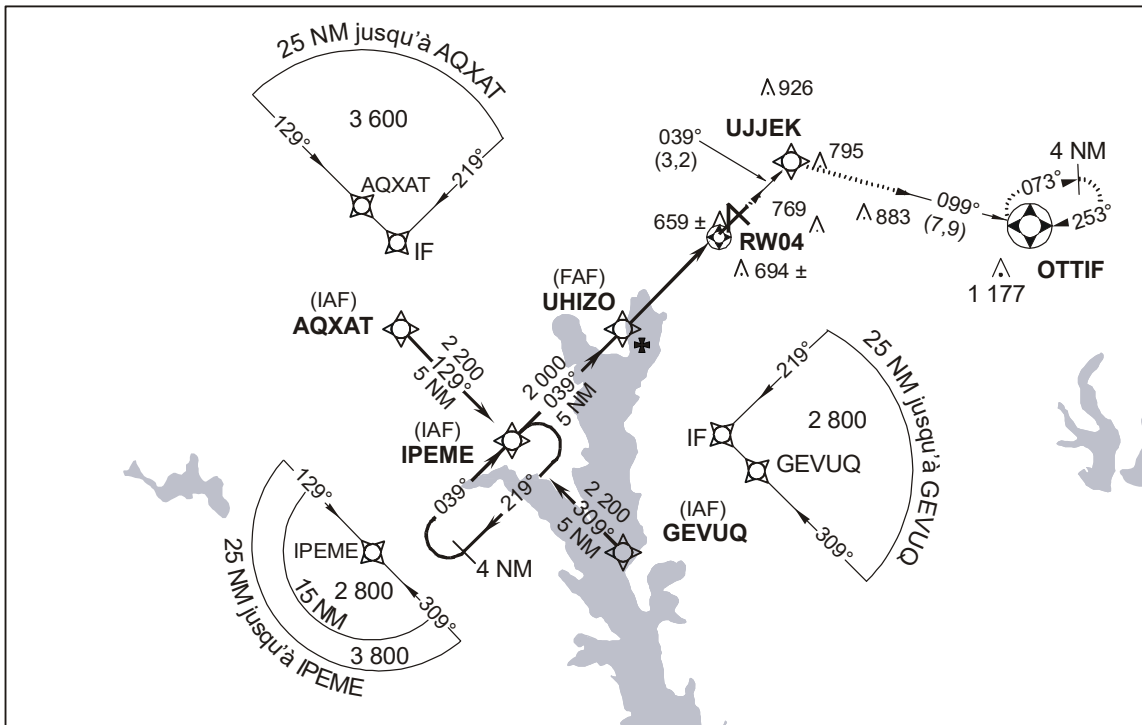 25 NM jusqu'à AQXAT
3 600
129°
219°
AQXAT
IF
926
UJJEK
039°
(3,2)
795
4 NM
073°
253°
099°
(7,9)
883
769
659 ±
RW04
694 ±
OTTIF
1 177
(FAF)
UHIZO
(IAF)
AQXAT
2 200
129°
5 NM
2 000
039°
5 NM
(IAF)
IPEME
039°
219°
4 NM
2 200
309°
5 NM
(IAF)
GEVUQ
25 NM jusqu'à GEVUQ
219°
2 800
IF
GEVUQ
309°
129°
IPEME
2 800
15 NM
309°
3 800
25 NM jusqu'à IPEME